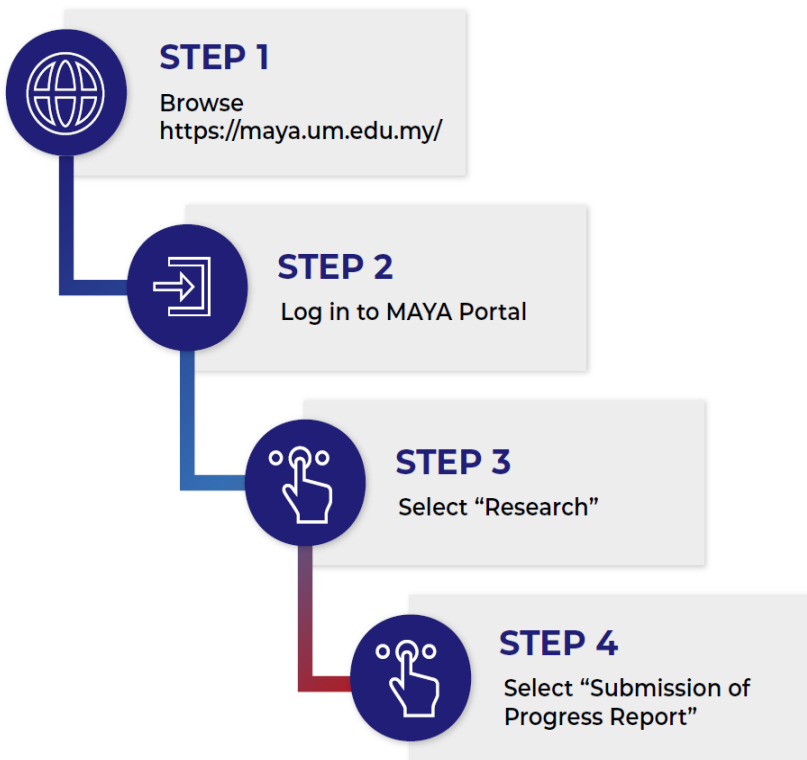 STEP 1
Browse
https://maya.um.edu.my/
STEP 2
Log in to MAYA Portal
STEP 3
Select “Research”
STEP 4
Select “Submission of
Progress Report”